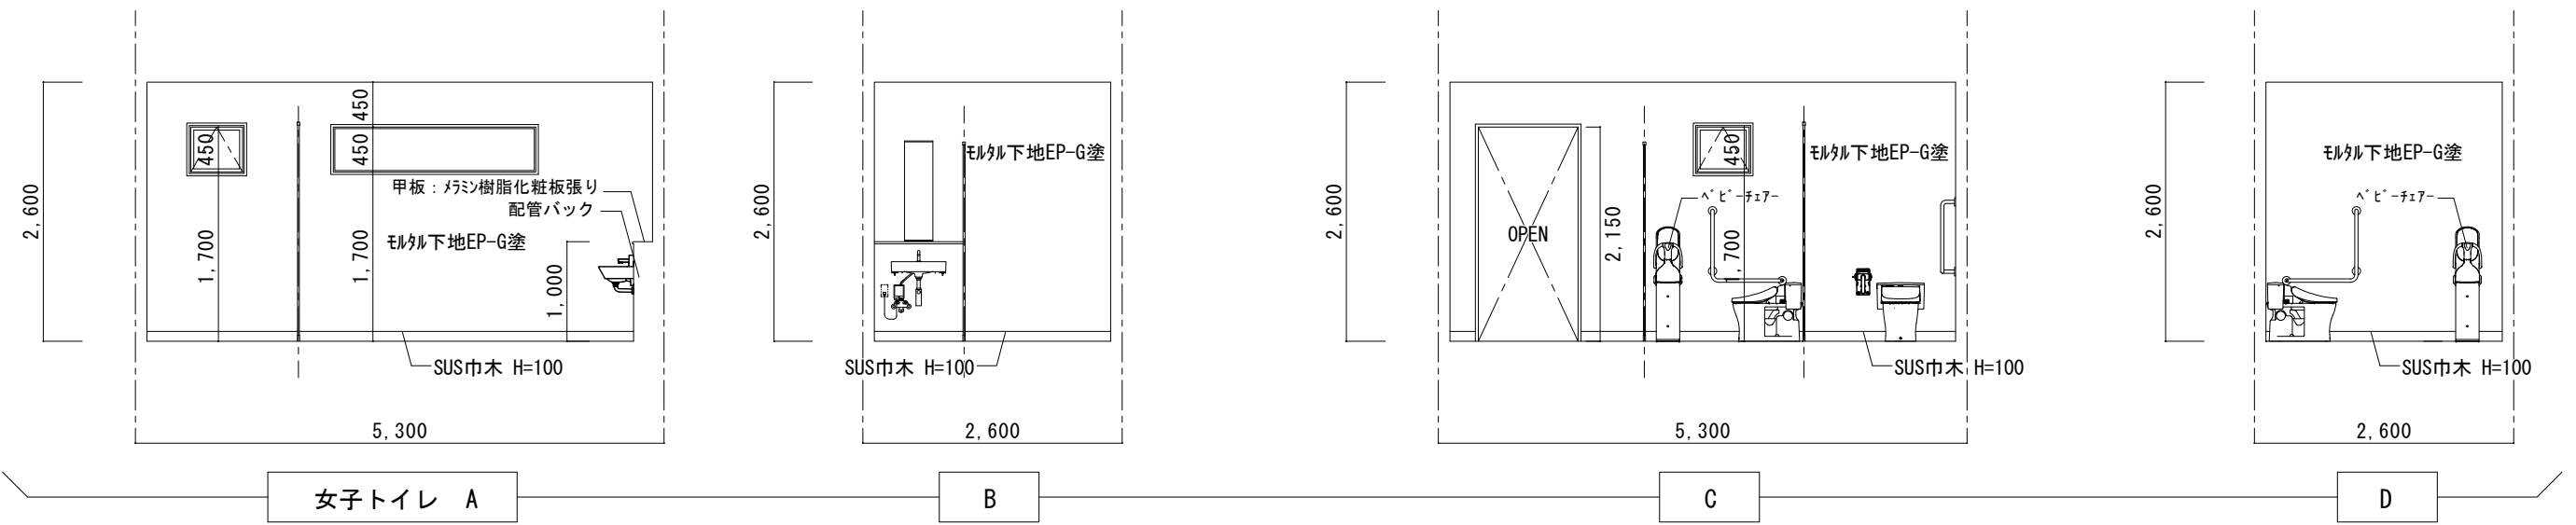 2,600
450
1,700
450
450
1,700
甲板：ﾒﾗﾐﾝ樹脂化粧板張り
配管バック
ﾓﾙﾀﾙ下地EP-G塗
1,000
SUS巾木 H=100
5,300
女子トイレ A
2,600
ﾓﾙﾀﾙ下地EP-G塗
SUS巾木 H=100
2,600
B
2,600
OPEN
2,150
ﾍﾞﾋﾞｰﾁｪｱｰ
450
1,700
ﾓﾙﾀﾙ下地EP-G塗
SUS巾木 H=100
5,300
C
2,600
ﾓﾙﾀﾙ下地EP-G塗
ﾍﾞﾋﾞｰﾁｪｱｰ
SUS巾木 H=100
2,600
D